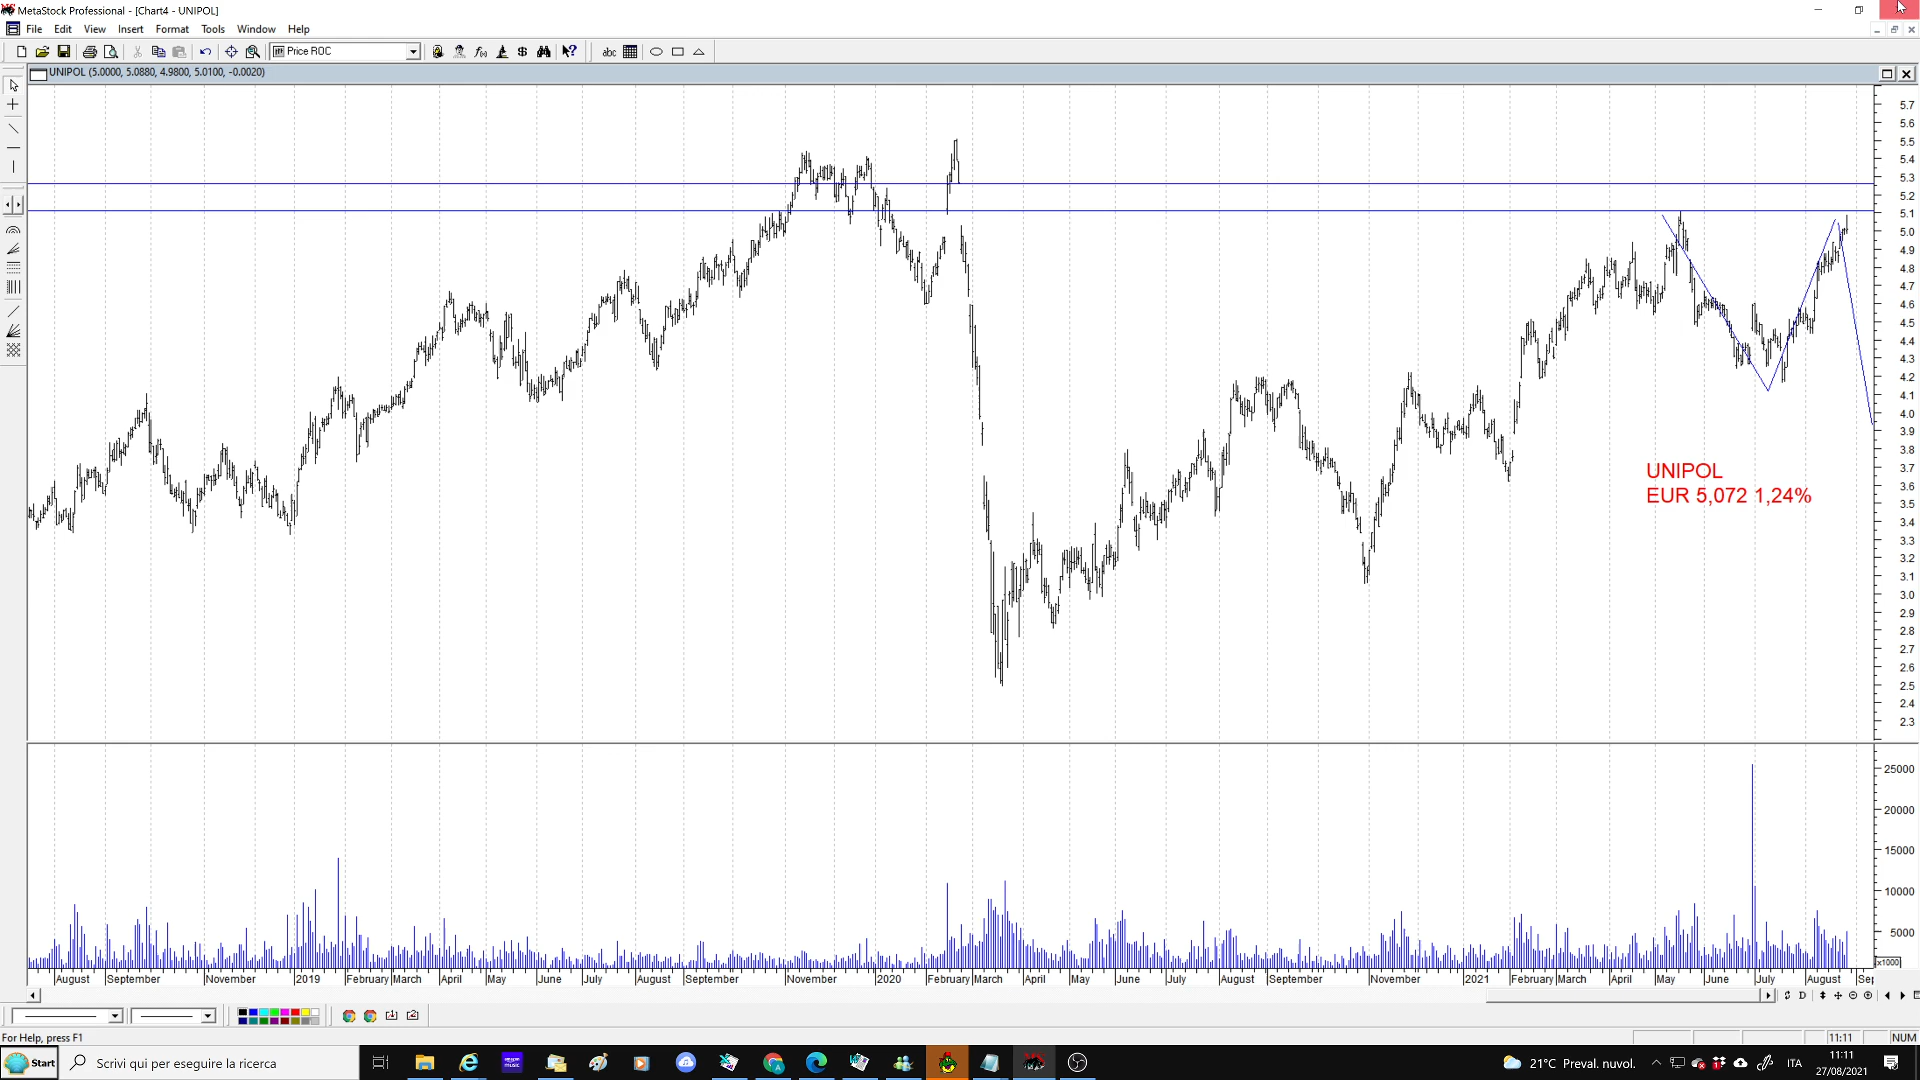 MetaStock Professional - [Chart4 - UNIPOL]
File Edit View Insert Format Tools Window Help
Price ROC
abc
UNIPOL (5.0000, 5.0880, 4.9800, 5.0100, -0.0020)
5.7
5.6
5.5
5.4
5.3
5.2
5.1
5.0
4.9
4.8
4.7
4.6
4.5
4.4
4.3
4.2
4.1
4.0
3.9
3.8
3.7
3.6
3.5
3.4
3.3
3.2
3.1
3.0
2.9
2.8
2.7
2.6
2.5
2.4
2.3
UNIPOL
EUR 5,072 1,24%
25000
20000
15000
10000
5000
x1000
August September November 2019 February March April May June July August September November 2020 February March April May June July August September November 2021 February March April May June July August Sep
D
For Help, press F1
11:11 NUM
Start Scrivi qui per eseguire la ricerca
21°C Preval. nuvol.
ITA
11:11
27/08/2021